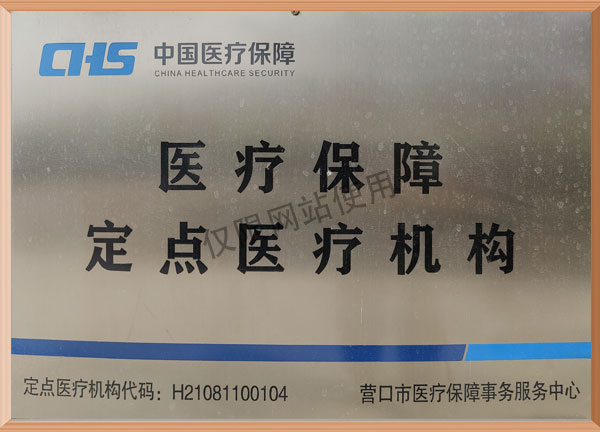 CHS 中国医疗保障
CHINA HEALTHCARE SECURITY
医疗保障
仅限网站使用
定点医疗机构
定点医疗机构代码：H21081100104 营口市医疗保障事务服务中心